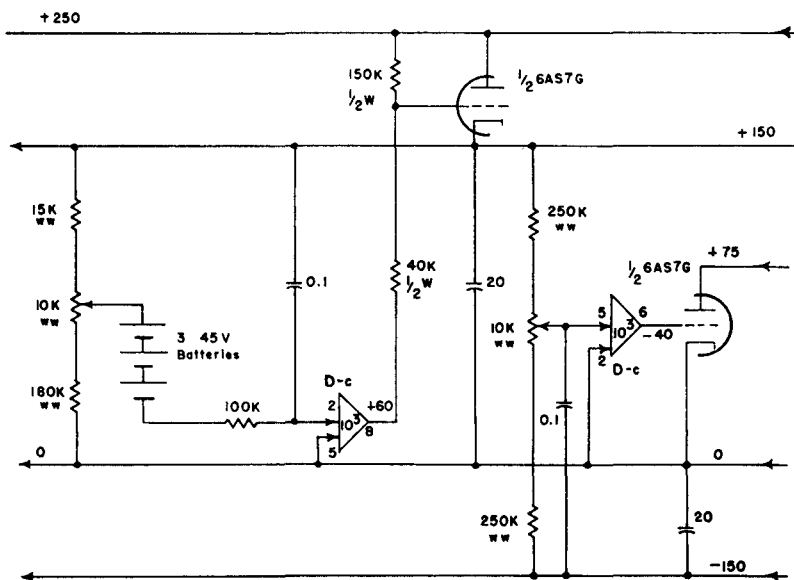 +250
150K
1/2 W
1/2 6AS7G
+150
15K
WW
250K
WW
+75
1/2 6AS7G
10K
WW
3 45V
Batteries
0.1
40K
1/2 W
20
10K
WW
5
10³
6
-40
2
D-c
180K
WW
100K
D-c
2
+60
10³
8
5
0.1
0
0
250K
WW
20
-150